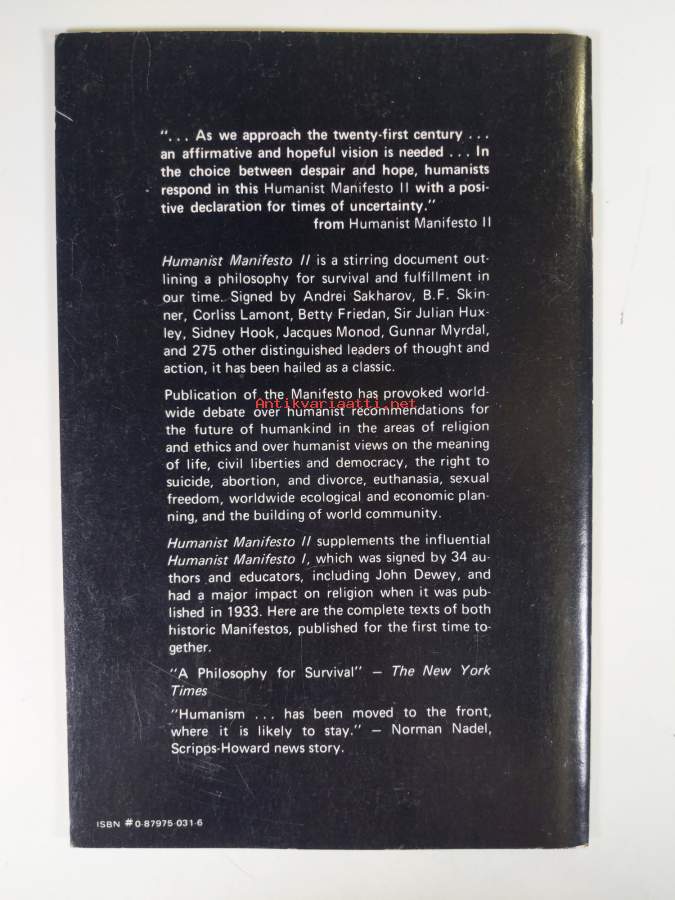 ". . . As we approach the twenty-first century . . .
an affirmative and hopeful vision is needed . . . In
the choice between despair and hope, humanists
respond in this Humanist Manifesto II with a posi-
tive declaration for times of uncertainty."
from Humanist Manifesto II
Humanist Manifesto II is a stirring document out-
lining a philosophy for survival and fulfillment in
our time. Signed by Andrei Sakharov, B.F. Skin-
ner, Corliss Lamont, Betty Friedan, Sir Julian Hux-
ley, Sidney Hook, Jacques Monod, Gunnar Myrdal,
and 275 other distinguished leaders of thought and
action, it has been hailed as a classic.
Publication of the Manifesto has provoked world-
Antikvariaatti.net
wide debate over humanist recommendations for
the future of humankind in the areas of religion
and ethics and over humanist views on the meaning
of life, civil liberties and democracy, the right to
suicide, abortion, and divorce, euthanasia, sexual
freedom, worldwide ecological and economic plan-
ning, and the building of world community.
Humanist Manifesto II supplements the influential
Humanist Manifesto I, which was signed by 34 au-
thors and educators, including John Dewey, and
had a major impact on religion when it was pub-
lished in 1933. Here are the complete texts of both
historic Manifestos, published for the first time to-
gether.
"A Philosophy for Survival" – The New York
Times
"Humanism . . . has been moved to the front,
where it is likely to stay." – Norman Nadel,
Scripps-Howard news story.
ISBN #0-87975-031-6